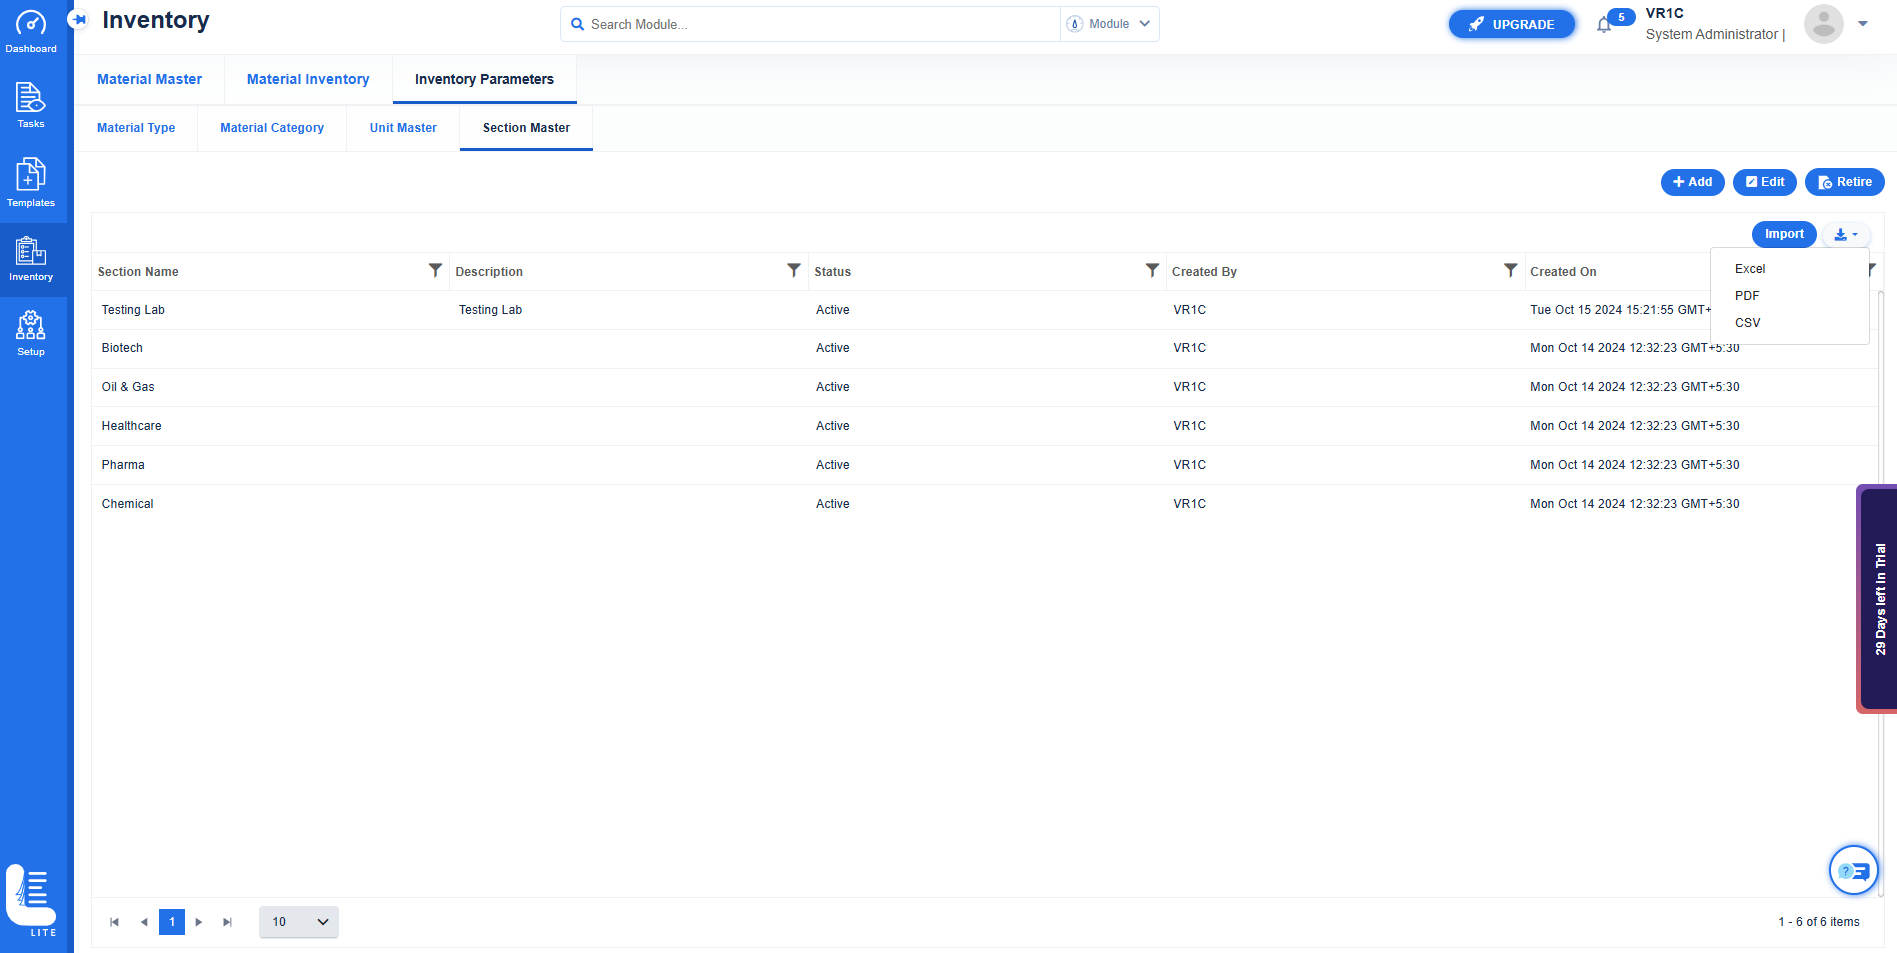 Inventory
Search Module...
Module
UPGRADE
5
VR1C
System Administrator |
Dashboard
Tasks
Templates
Inventory
Setup
LITE
Material Master
Material Inventory
Inventory Parameters
Material Type
Material Category
Unit Master
Section Master
Add
Edit
Retire
Import
Excel
PDF
CSV
Section Name Description Status Created By Created On
Testing Lab Testing Lab Active VR1C Tue Oct 15 2024 15:21:55 GMT+
Biotech Active VR1C Mon Oct 14 2024 12:32:23 GMT+5:30
Oil & Gas Active VR1C Mon Oct 14 2024 12:32:23 GMT+5:30
Healthcare Active VR1C Mon Oct 14 2024 12:32:23 GMT+5:30
Pharma Active VR1C Mon Oct 14 2024 12:32:23 GMT+5:30
Chemical Active VR1C Mon Oct 14 2024 12:32:23 GMT+5:30
29 Days left in Trial
?
1
10
1 - 6 of 6 items